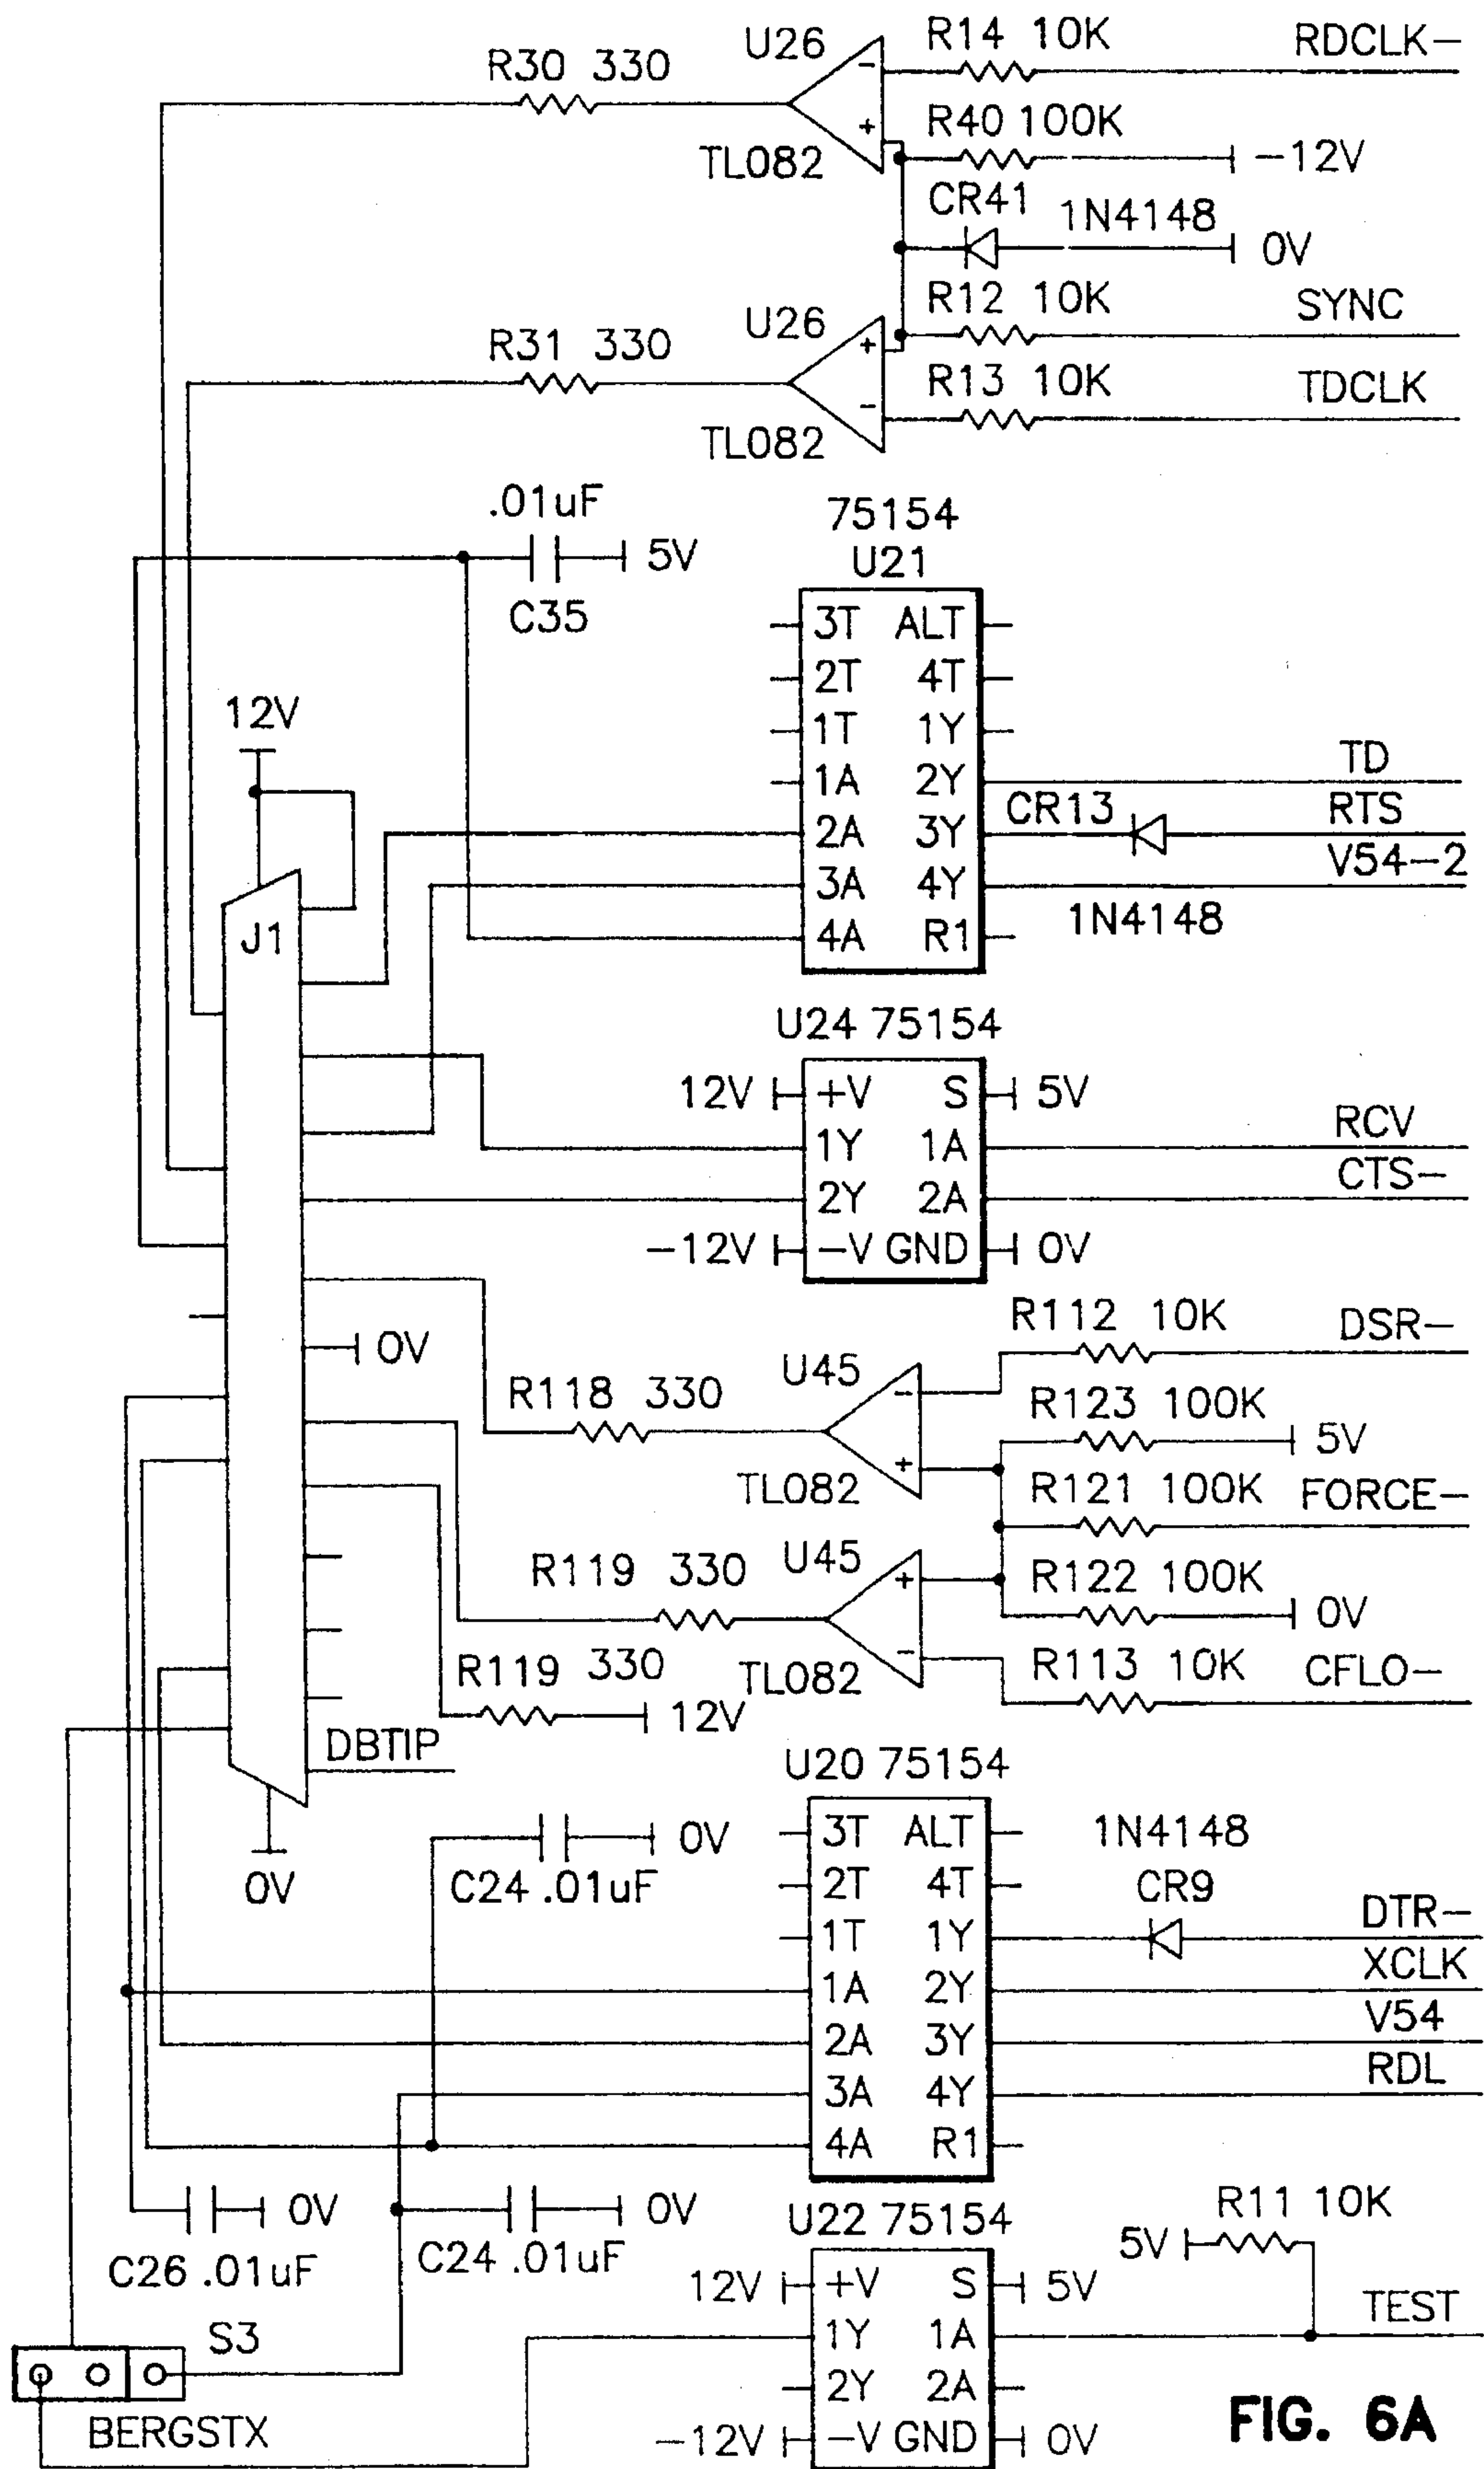 U26
R14 10K
RDCLK-
R30 330
-
+
R40 100K
-12V
TL082
CR41
1N4148
0V
R12 10K
SYNC
U26
+
R31 330
R13 10K
TDCLK
-
TL082
.01uF
5V
C35
75154
U21
3T ALT
2T 4T
1T 1Y
1A 2Y
2A 3Y
3A 4Y
4A R1
TD
CR13
RTS
V54-2
1N4148
12V
J1
U24 75154
12V
+V S
5V
1Y 1A
RCV
2Y 2A
CTS-
-12V
-V GND
0V
0V
R112 10K
DSR-
U45
-
R118 330
R123 100K
5V
+
TL082
R121 100K
FORCE-
U45
R119 330
+
R122 100K
0V
-
R119 330
TL082
R113 10K
CFLO-
12V
DBTIP
0V
U20 75154
3T ALT
1N4148
0V
C24 .01uF
2T 4T
CR9
1T 1Y
DTR-
1A 2Y
XCLK
2A 3Y
V54
3A 4Y
RDL
4A R1
0V
C26 .01uF
0V
C24 .01uF
U22 75154
R11 10K
5V
12V
+V S
5V
S3
1Y 1A
TEST
2Y 2A
BERGSTX
-12V
-V GND
0V
FIG. 6A